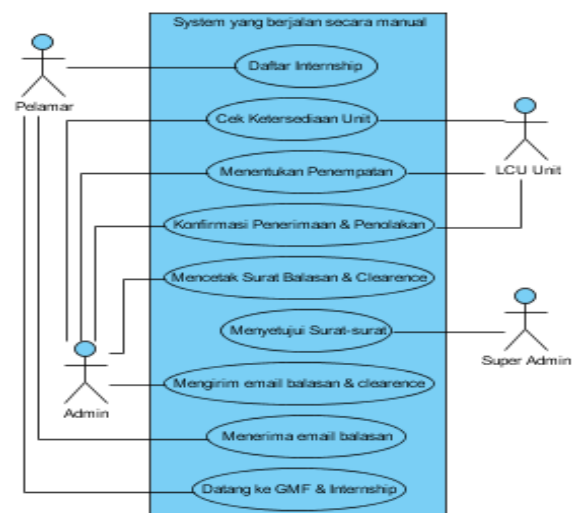 System yang berjalan secara manual
Daftar Internship
Pelamar
Cek Ketersediaan Unit
LCU Unit
Menentukan Penempatan
Konfirmasi Penerimaan & Penolakan
Mencetak Surat Balasan & Clearence
Menyetujui Surat-surat
Super Admin
Admin
Mengirim email balasan & clearence
Menerima email balasan
Datang ke GMF & Internship